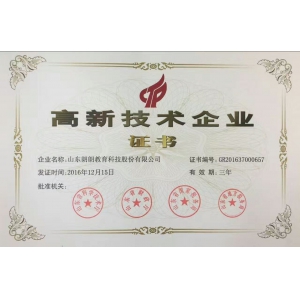 高新技术企业
证书
企业名称：山东朗朗教育科技股份有限公司
证书编号：GR201637000657
发证时间：2016年12月15日
有效期：三年
批准机关：